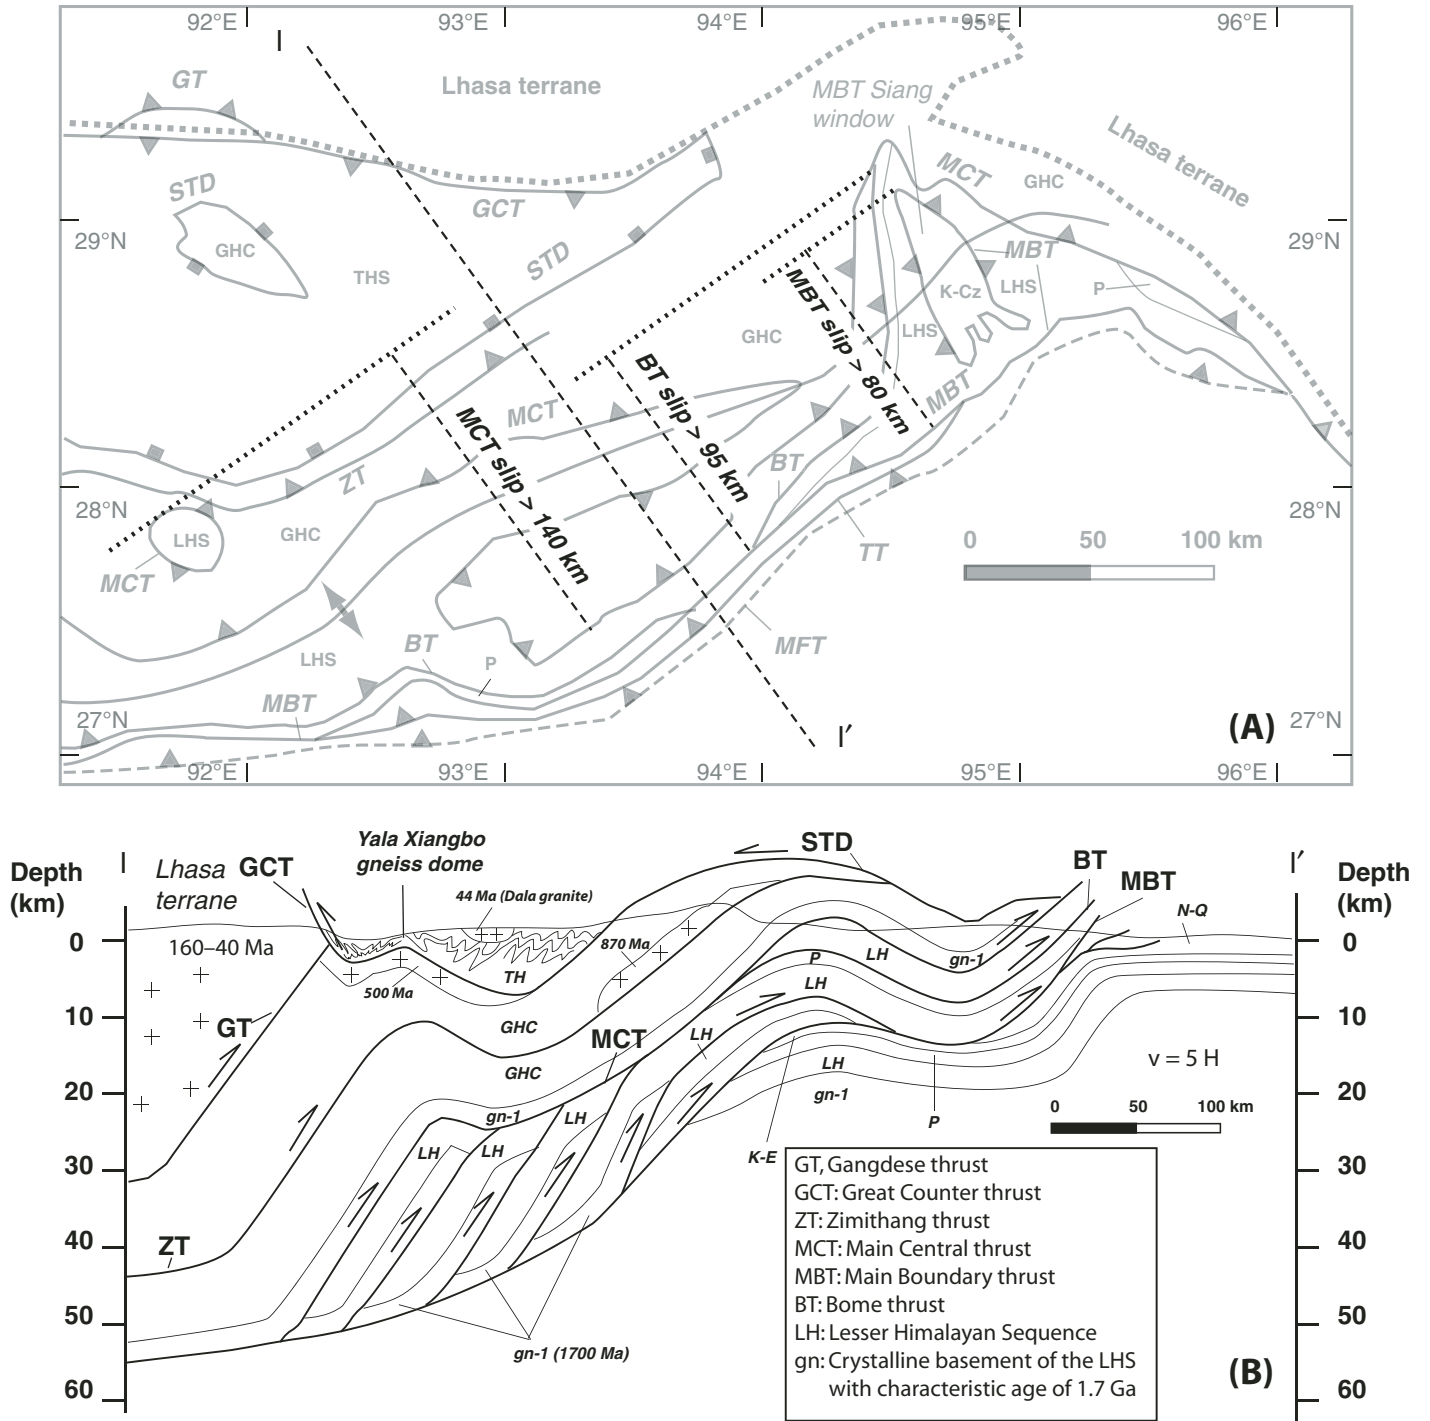 92°E
93°E
94°E
95°E
96°E
I
GT
Lhasa terrane
MBT Siang
window
Lhasa terrane
STD
MCT
GHC
GCT
29°N
GHC
THS
STD
MBT
29°N
K-Cz
LHS
P
MBT slip > 80 km
GHC
LHS
BT slip > 95 km
MCT
MCT slip > 140 km
MBT
ZT
BT
28°N
28°N
GHC
LHS
TT
0
50
100 km
MCT
BT
MFT
LHS
P
MBT
27°N
I′
(A)
27°N
92°E
93°E
94°E
95°E
96°E
Depth
(km)
I
Lhasa
terrane
GCT
Yala Xiangbo
gneiss dome
STD
BT
MBT
I′
Depth
(km)
44 Ma (Dala granite)
N-Q
0
160–40 Ma
870 Ma
P
LH
gn-1
0
TH
500 Ma
LH
10
GT
GHC
MCT
LH
10
GHC
LH
v = 5 H
20
gn-1
20
gn-1
LH
P
0
50
100 km
LH
LH
K-E
30
30
40
ZT
40
50
50
gn-1 (1700 Ma)
60
60
GT, Gangdese thrust
GCT: Great Counter thrust
ZT: Zimithang thrust
MCT: Main Central thrust
MBT: Main Boundary thrust
BT: Bome thrust
LH: Lesser Himalayan Sequence
gn: Crystalline basement of the LHS
with characteristic age of 1.7 Ga
(B)